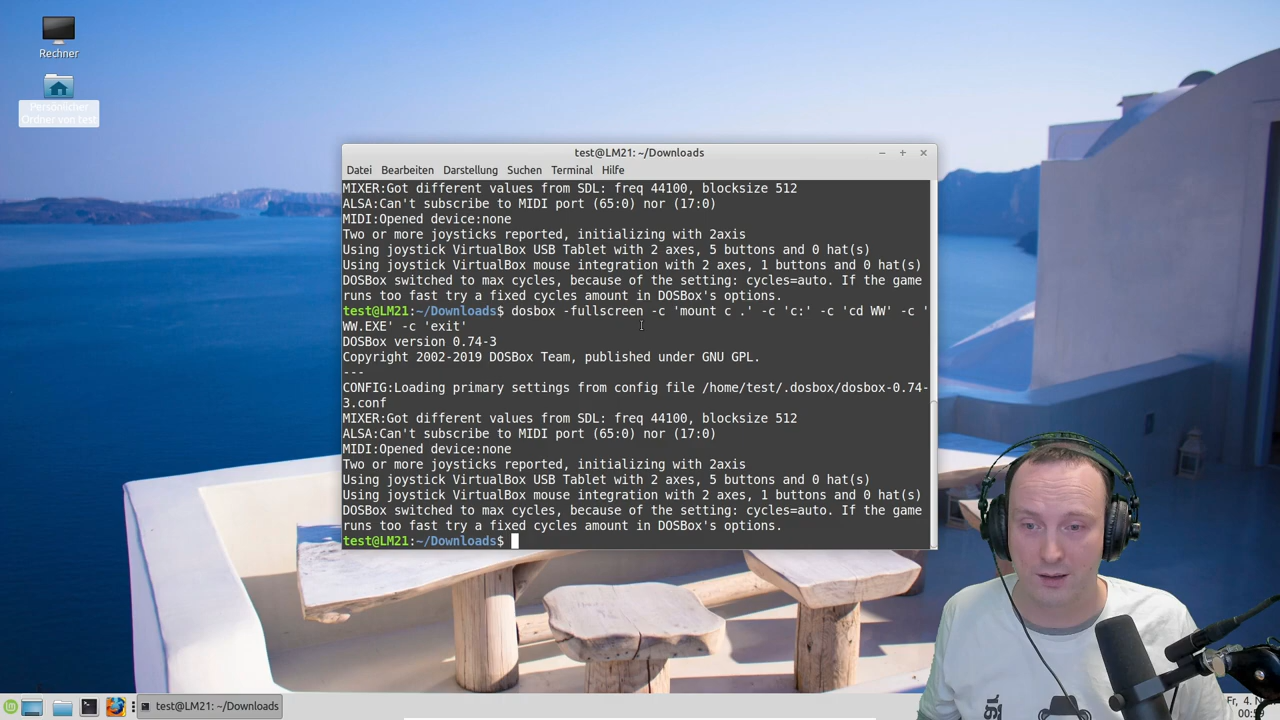 Rechner
Persönlicher
Ordner von test
test@LM21: ~/Downloads
Datei Bearbeiten Darstellung Suchen Terminal Hilfe
MIXER:Got different values from SDL: freq 44100, blocksize 512
ALSA:Can't subscribe to MIDI port (65:0) nor (17:0)
MIDI:Opened device:none
Two or more joysticks reported, initializing with 2axis
Using joystick VirtualBox USB Tablet with 2 axes, 5 buttons and 0 hat(s)
Using joystick VirtualBox mouse integration with 2 axes, 1 buttons and 0 hat(s)
DOSBox switched to max cycles, because of the setting: cycles=auto. If the game
runs too fast try a fixed cycles amount in DOSBox's options.
test@LM21:~/Downloads$ dosbox -fullscreen -c 'mount c .' -c 'c:' -c 'cd WW' -c '
WW.EXE' -c 'exit'
DOSBox version 0.74-3
Copyright 2002-2019 DOSBox Team, published under GNU GPL.
---
CONFIG:Loading primary settings from config file /home/test/.dosbox/dosbox-0.74-
3.conf
MIXER:Got different values from SDL: freq 44100, blocksize 512
ALSA:Can't subscribe to MIDI port (65:0) nor (17:0)
MIDI:Opened device:none
Two or more joysticks reported, initializing with 2axis
Using joystick VirtualBox USB Tablet with 2 axes, 5 buttons and 0 hat(s)
Using joystick VirtualBox mouse integration with 2 axes, 1 buttons and 0 hat(s)
DOSBox switched to max cycles, because of the setting: cycles=auto. If the game
runs too fast try a fixed cycles amount in DOSBox's options.
test@LM21:~/Downloads$
test@LM21: ~/Downloads
Fr, 4.